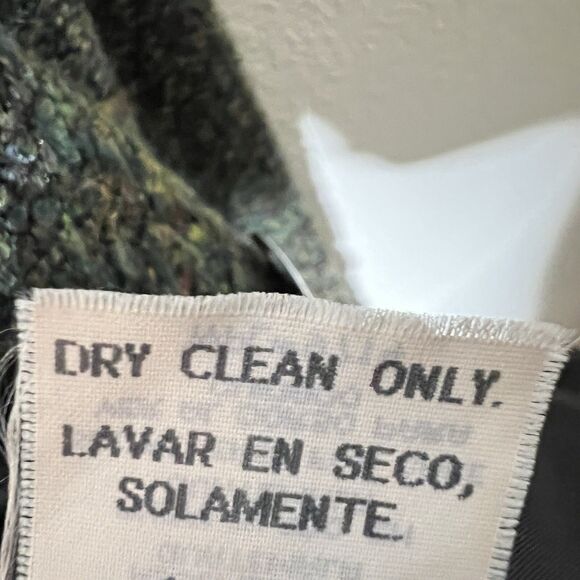 DRY CLEAN ONLY.
LAVAR EN SECO,
SOLAMENTE.